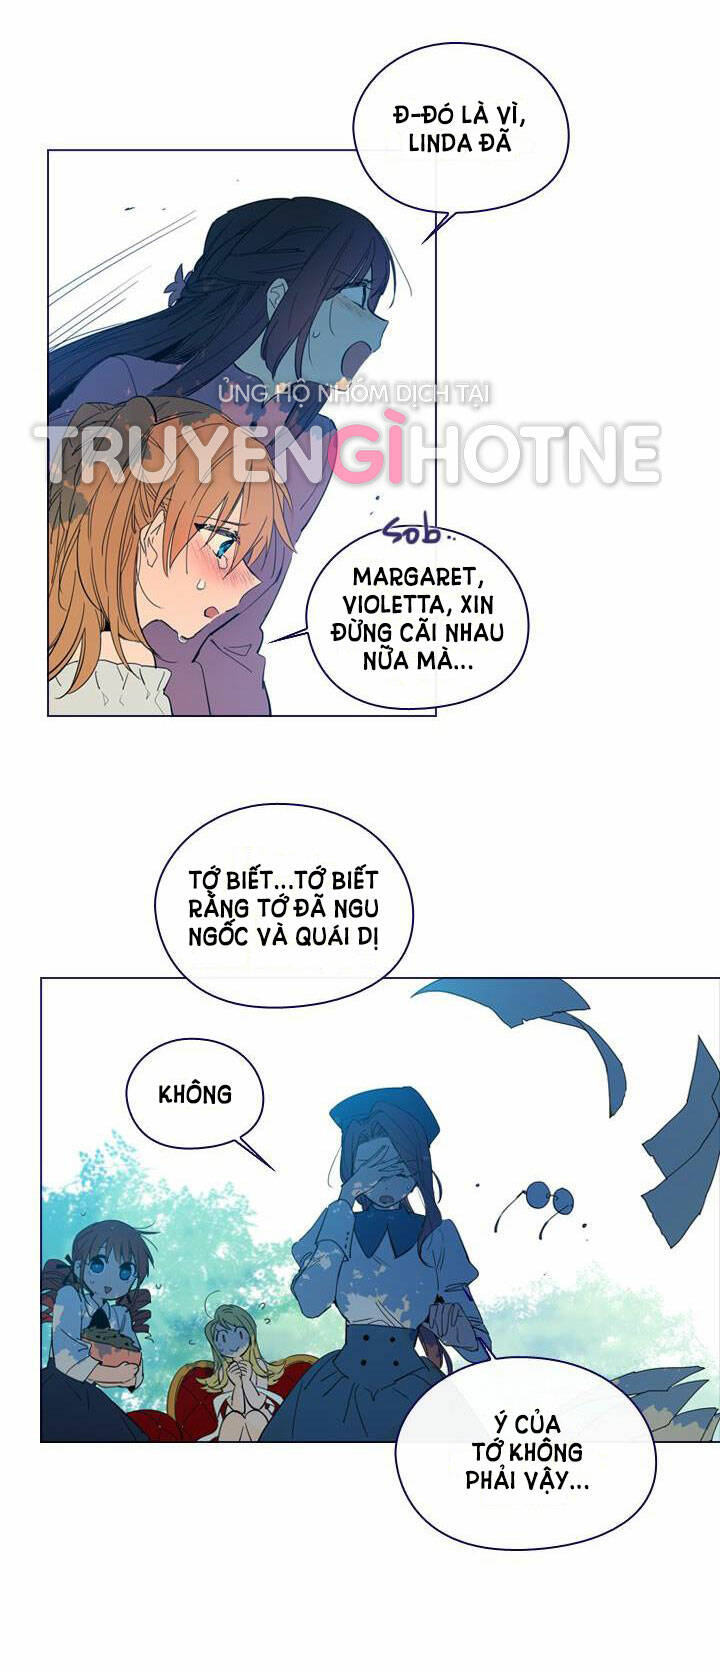 Đ-ĐÓ LÀ VÌ,
LINDA ĐÃ
ỦNG HỘ NHÓM DỊCH TẠI
TRUYENGIHOTNE
sob..
MARGARET,
VIOLETTA, XIN
ĐỪNG CÃI NHAU
NỮA MÀ...
TỚ BIẾT...TỚ BIẾT
RẰNG TỚ ĐÃ NGU
NGỐC VÀ QUÁI DỊ
KHÔNG
Ý CỦA
TỚ KHÔNG
PHẢI VẬY...